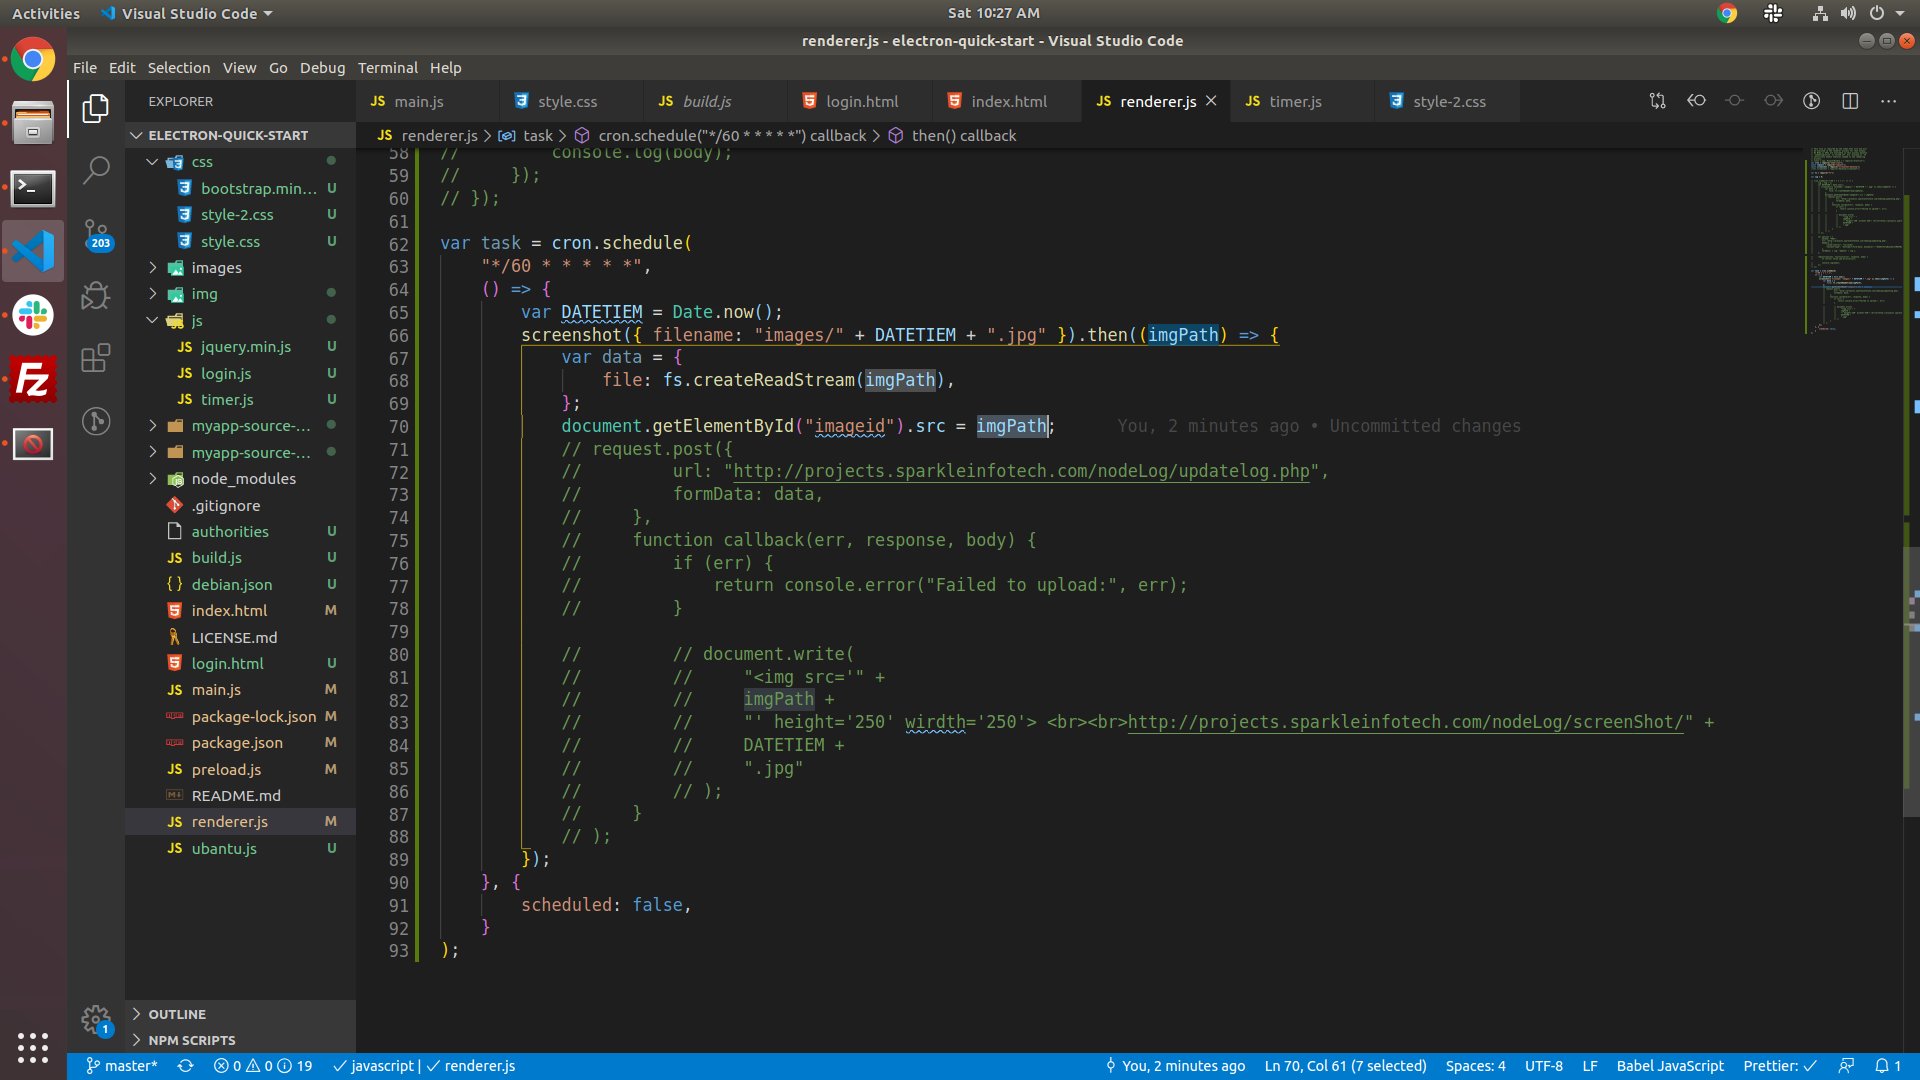 Activities Visual Studio Code Sat 10:27 AM
renderer.js - electron-quick-start - Visual Studio Code
File Edit Selection View Go Debug Terminal Help
EXPLORER
ELECTRON-QUICK-START
css
bootstrap.min... U
style-2.css U
style.css U
images
img
js
jquery.min.js U
login.js U
timer.js U
myapp-source-...
myapp-source-...
node_modules
.gitignore
authorities U
build.js U
debian.json U
index.html M
LICENSE.md
login.html U
main.js M
package-lock.json M
package.json M
preload.js M
README.md
renderer.js M
ubantu.js U
OUTLINE
NPM SCRIPTS
203
1
main.js style.css build.js login.html index.html renderer.js timer.js style-2.css
renderer.js > task > cron.schedule("*/60 * * * * *") callback > then() callback
58 // console.log(body);
59 // });
60 // });
61
62 var task = cron.schedule(
63 "*/60 * * * * *",
64 () => {
65 var DATETIEM = Date.now();
66 screenshot({ filename: "images/" + DATETIEM + ".jpg" }).then((imgPath) => {
67 var data = {
68 file: fs.createReadStream(imgPath),
69 };
70 document.getElementById("imageid").src = imgPath; You, 2 minutes ago • Uncommitted changes
71 // request.post({
72 // url: "http://projects.sparkleinfotech.com/nodeLog/updatelog.php",
73 // formData: data,
74 // },
75 // function callback(err, response, body) {
76 // if (err) {
77 // return console.error("Failed to upload:", err);
78 // }
79
80 // // document.write(
81 // // "<img src='" +
82 // // imgPath +
83 // // "' height='250' wirdth='250'> <br><br>http://projects.sparkleinfotech.com/nodeLog/screenShot/" +
84 // // DATETIEM +
85 // // ".jpg"
86 // // );
87 // }
88 // );
89 });
90 }, {
91 scheduled: false,
92 }
93 );
master* 0 0 19 javascript | renderer.js You, 2 minutes ago Ln 70, Col 61 (7 selected) Spaces: 4 UTF-8 LF Babel JavaScript Prettier: 1